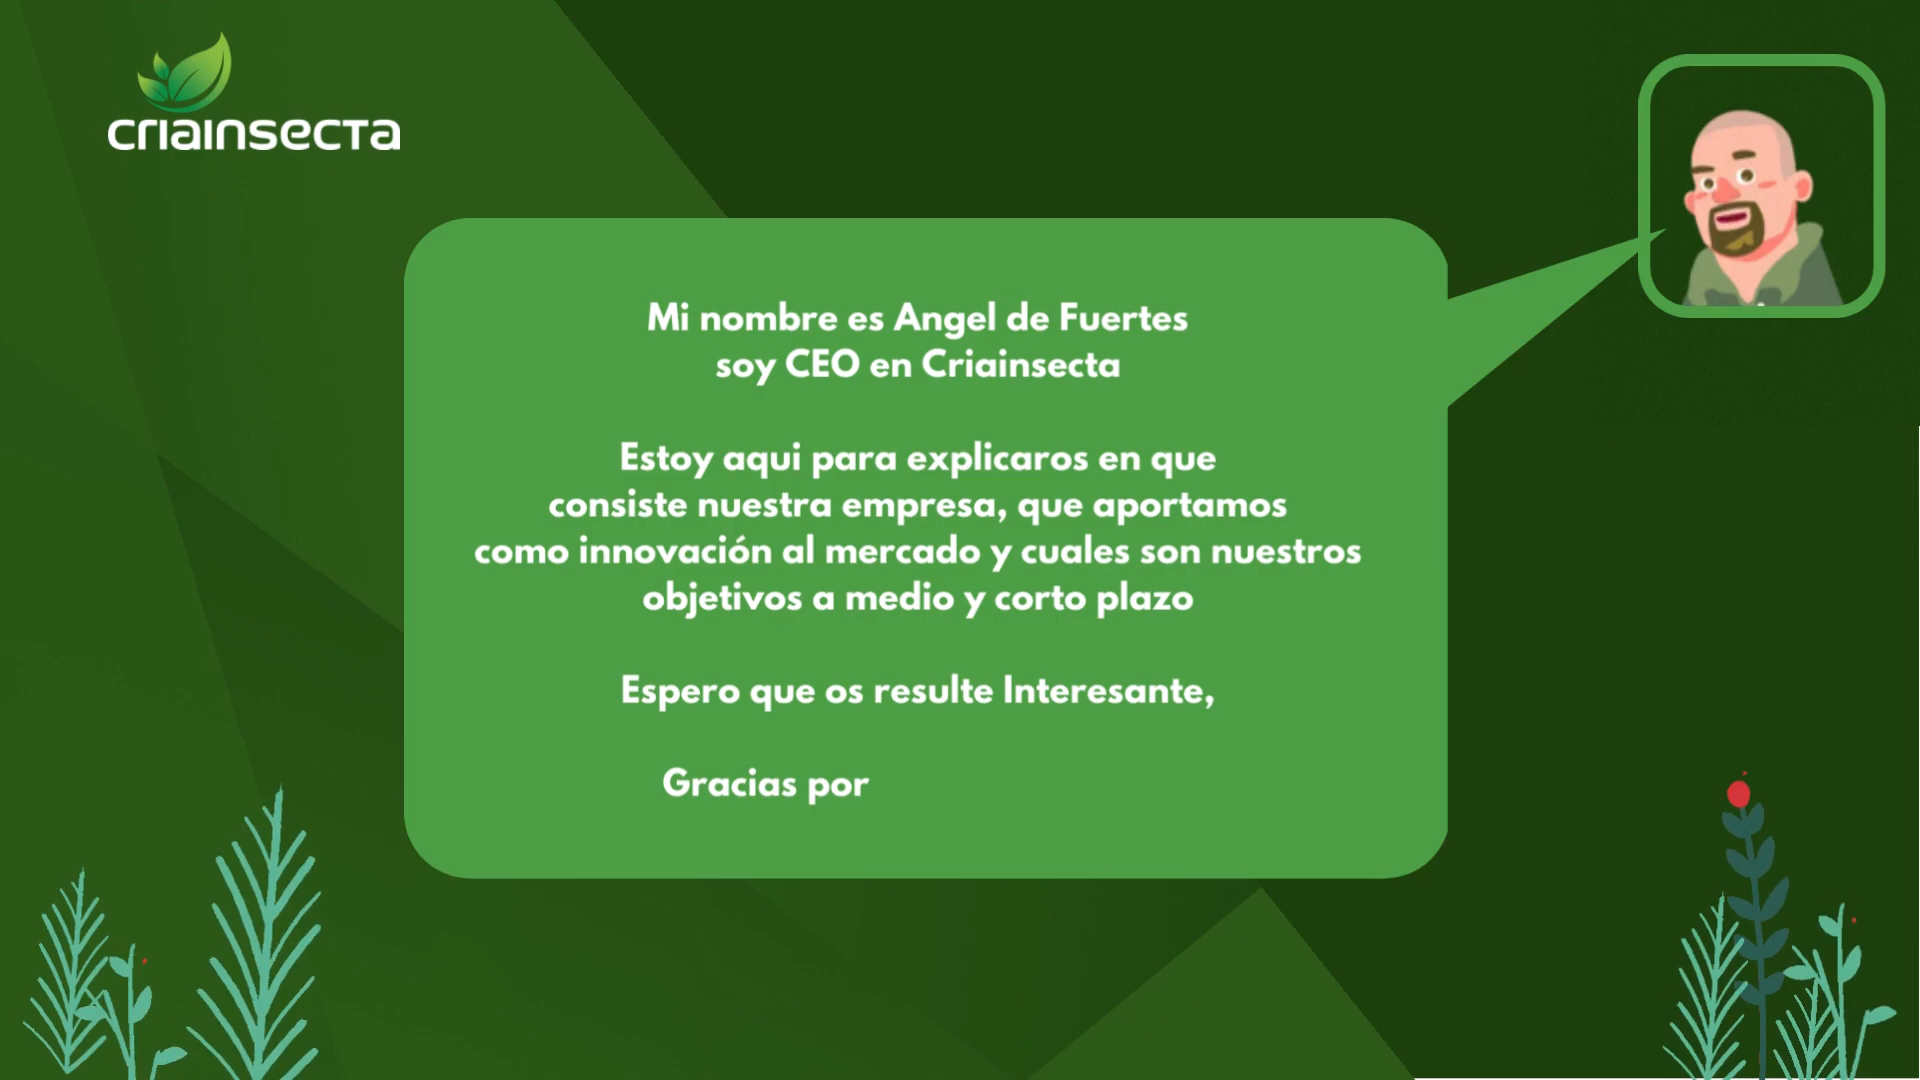 criainsecta
Mi nombre es Angel de Fuertes
soy CEO en Criainsecta
Estoy aqui para explicaros en que
consiste nuestra empresa, que aportamos
como innovación al mercado y cuales son nuestros
objetivos a medio y corto plazo
Espero que os resulte Interesante,
Gracias por